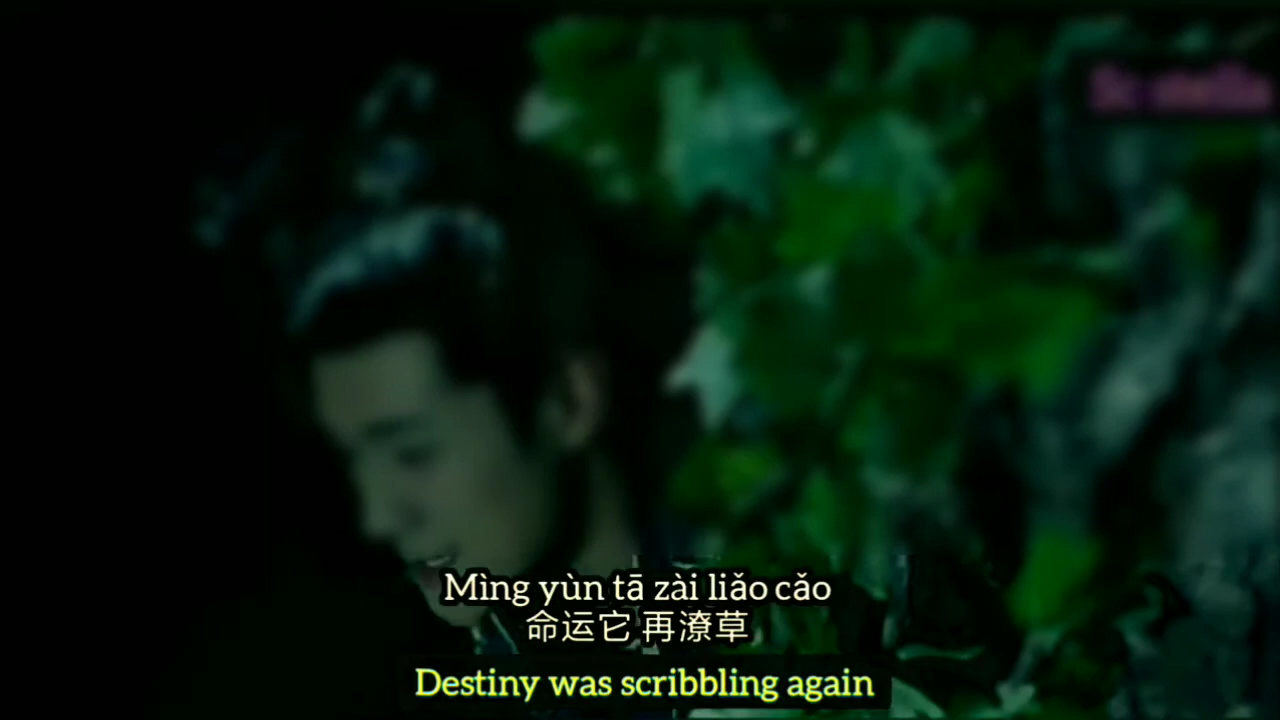 Mìng yùn tā zài liǎo cǎo
命运它 再潦草
Destiny was scribbling again